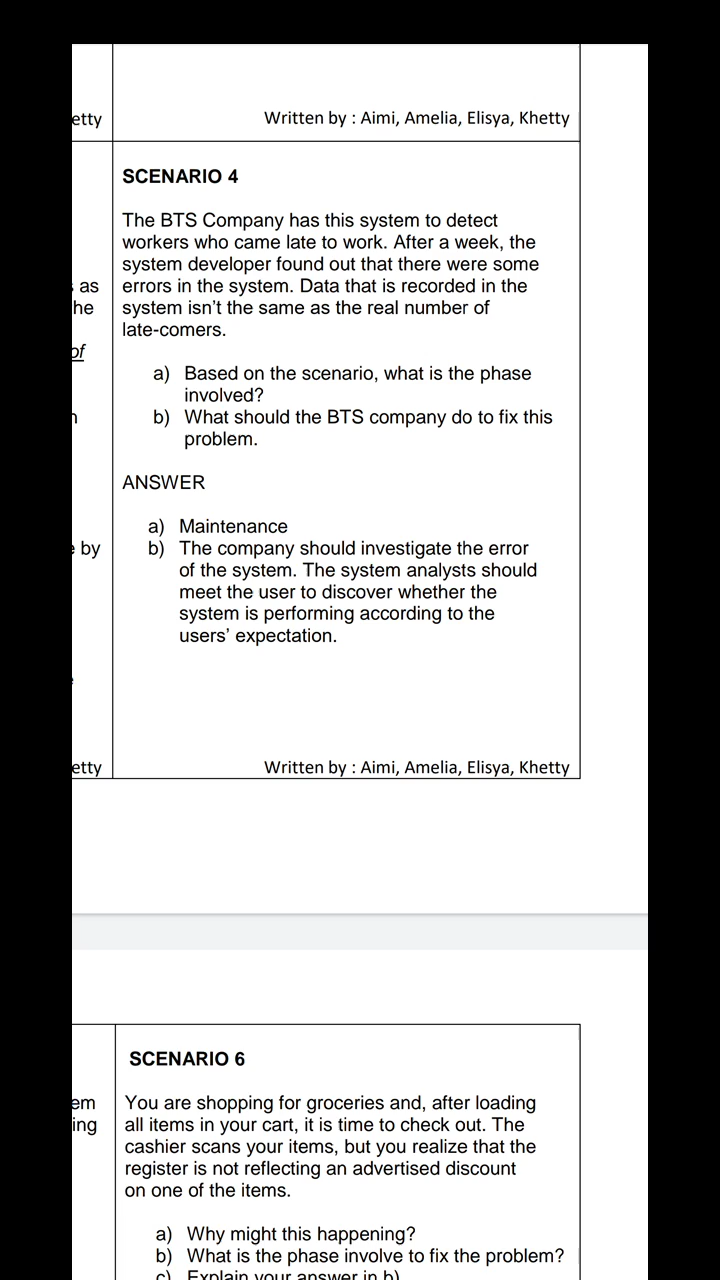 etty
Written by : Aimi, Amelia, Elisya, Khetty
SCENARIO 4
The BTS Company has this system to detect
workers who came late to work. After a week, the
system developer found out that there were some
as
errors in the system. Data that is recorded in the
he
system isn't the same as the real number of
late-comers.
of
a) Based on the scenario, what is the phase
involved?
b) What should the BTS company do to fix this
problem.
ANSWER
a) Maintenance
by
b) The company should investigate the error
of the system. The system analysts should
meet the user to discover whether the
system is performing according to the
users' expectation.
etty
Written by : Aimi, Amelia, Elisya, Khetty
SCENARIO 6
em
You are shopping for groceries and, after loading
ing
all items in your cart, it is time to check out. The
cashier scans your items, but you realize that the
register is not reflecting an advertised discount
on one of the items.
a) Why might this happening?
b) What is the phase involve to fix the problem?
c) Explain your answer in b)